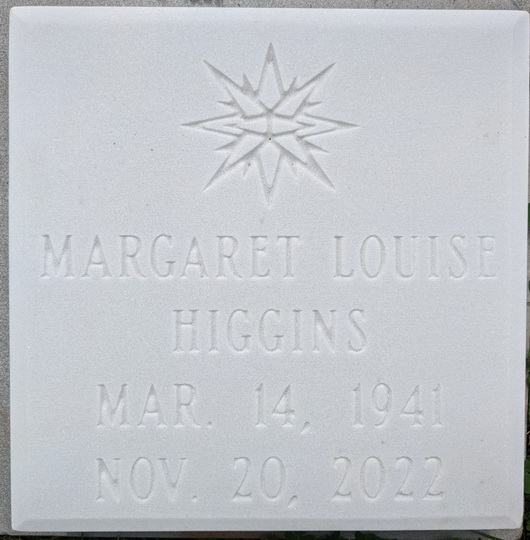 MARGARET LOUISE
HIGGINS
MAR. 14, 1941
NOV. 20, 2022